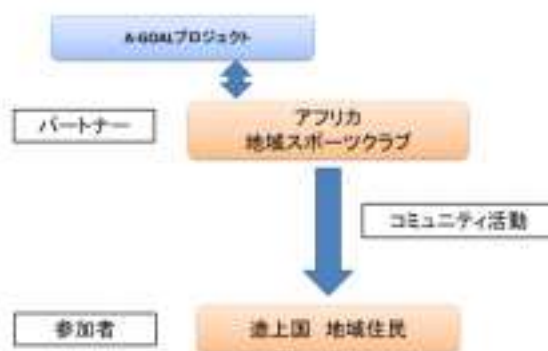 A-GOALプロジェクト
パートナー
アフリカ
地域スポーツクラブ
コミュニティ活動
参加者
途上国 地域住民